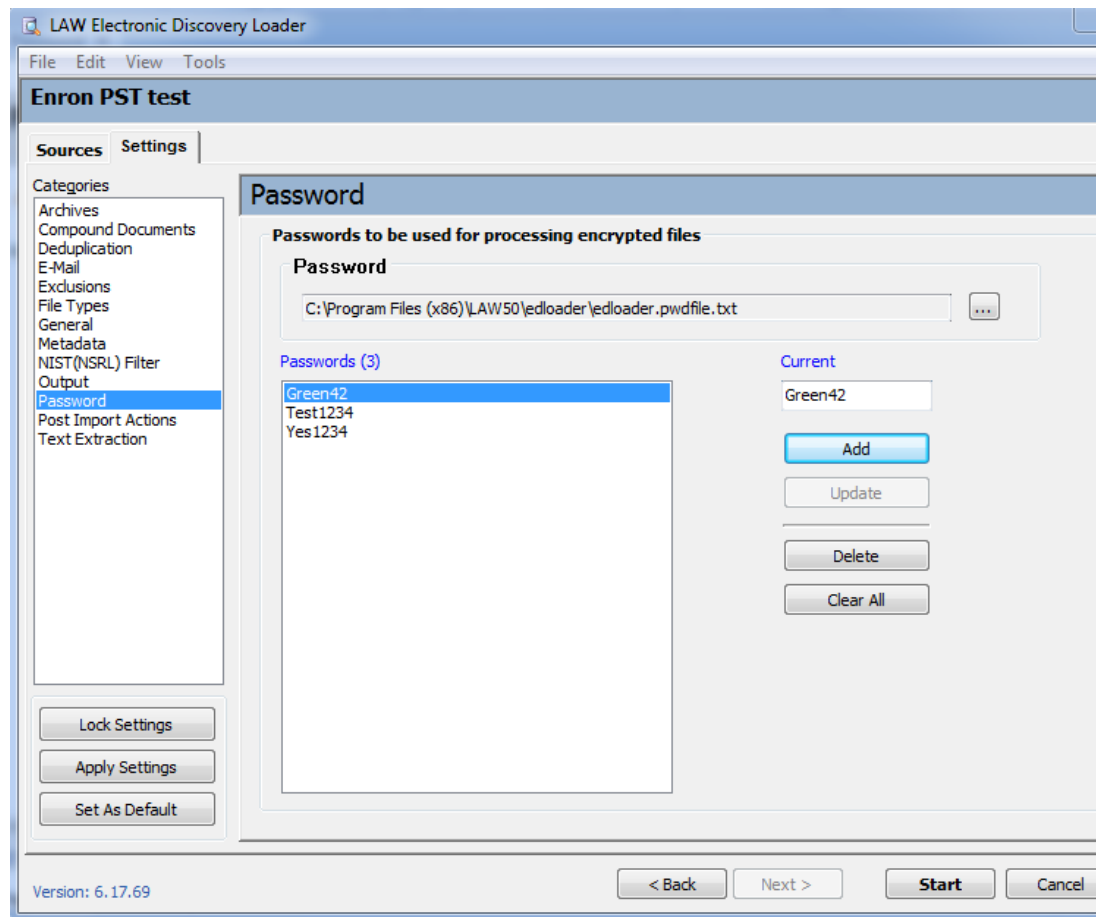 LAW Electronic Discovery Loader
File Edit View Tools
Enron PST test
Sources Settings
Categories
Archives
Compound Documents
Deduplication
E-Mail
Exclusions
File Types
General
Metadata
NIST(NSRL) Filter
Output
Password
Post Import Actions
Text Extraction
Lock Settings
Apply Settings
Set As Default
Password
Passwords to be used for processing encrypted files
Password
C:\Program Files (x86)\LAW50\edloader\edloader.pwdfile.txt ...
Passwords (3)
Green42
Test1234
Yes1234
Current
Green42
Add
Update
Delete
Clear All
Version: 6.17.69
< Back Next > Start Cancel